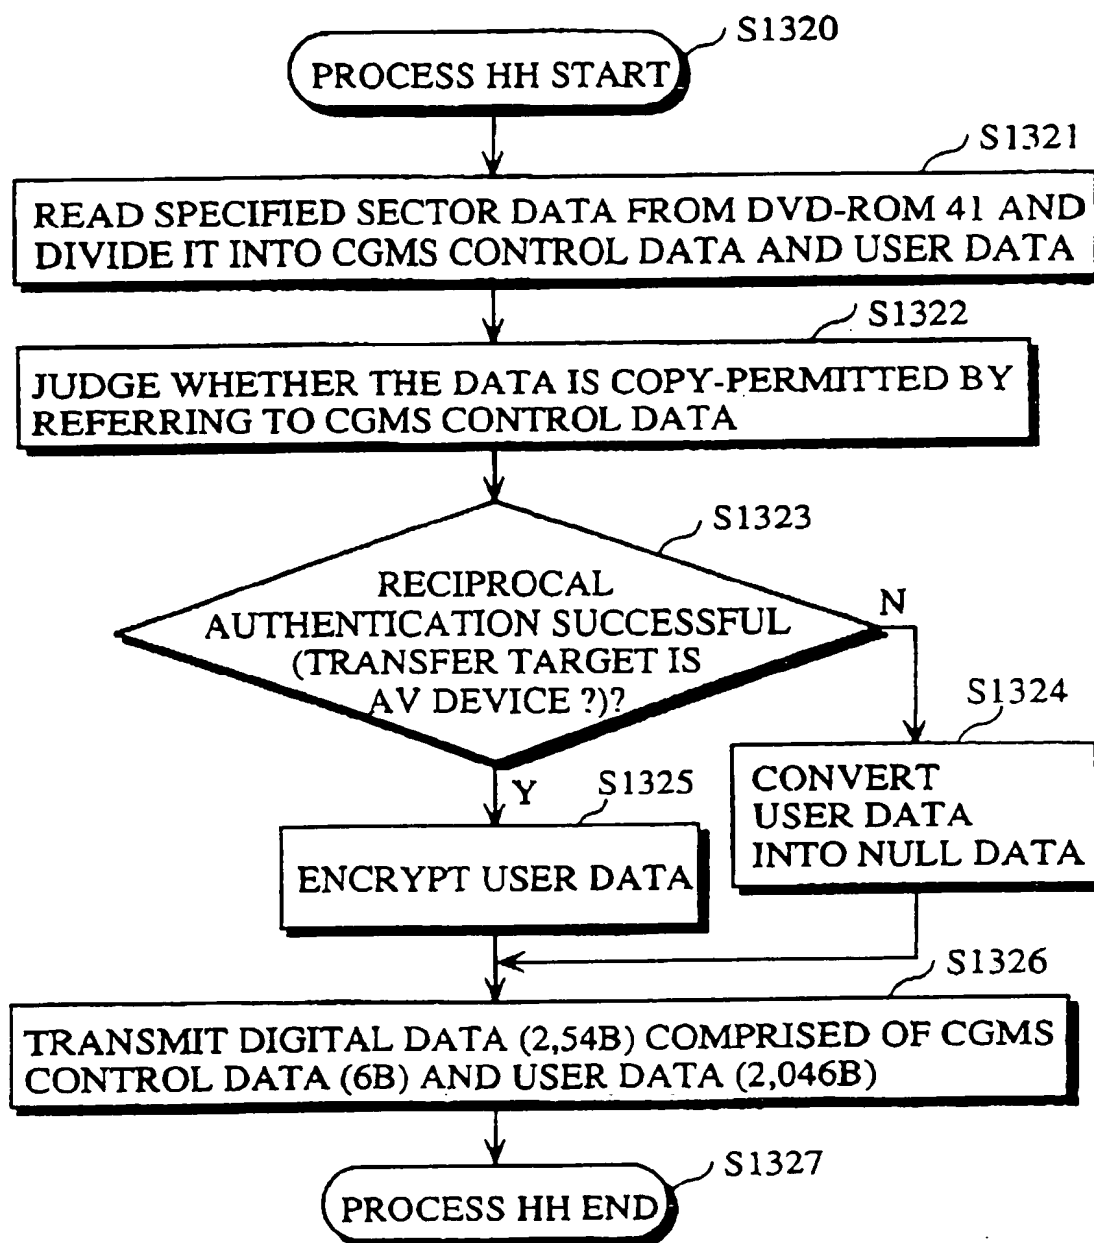 S1320
PROCESS HH START
S1321
READ SPECIFIED SECTOR DATA FROM DVD-ROM 41 AND
DIVIDE IT INTO CGMS CONTROL DATA AND USER DATA
S1322
JUDGE WHETHER THE DATA IS COPY-PERMITTED BY
REFERRING TO CGMS CONTROL DATA
S1323
RECIPROCAL
AUTHENTICATION SUCCESSFUL
(TRANSFER TARGET IS
AV DEVICE ?)?
N
S1324
CONVERT
USER DATA
INTO NULL DATA
Y
S1325
ENCRYPT USER DATA
S1326
TRANSMIT DIGITAL DATA (2,54B) COMPRISED OF CGMS
CONTROL DATA (6B) AND USER DATA (2,046B)
S1327
PROCESS HH END